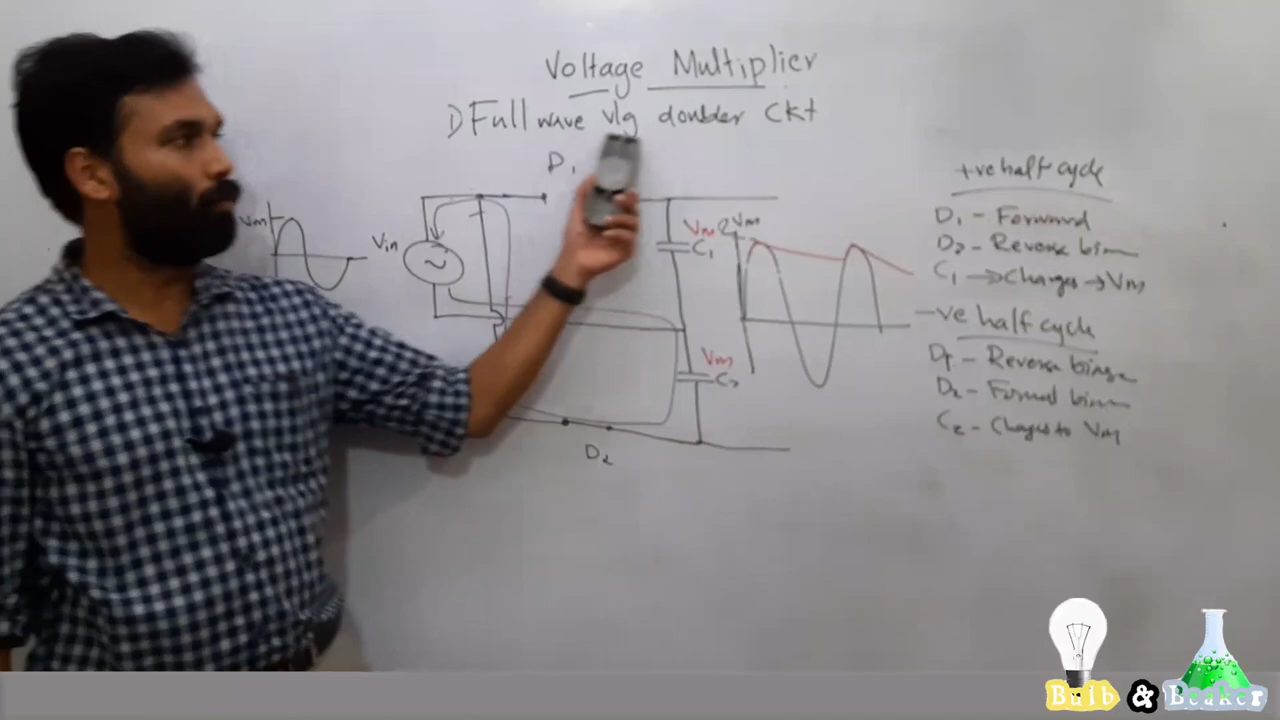 Voltage Multiplier
1) Full wave vlg doubler Ckt
D1
Vm
Vin
Vm
C1
2Vm
Vm
C2
D2
+ve half cycle
D1 - Forward
D2 - Reverse bias
C1 → Charges → Vm
-ve half cycle
D1 - Reverse biase
D2 - Forward bias
C2 - Charges to Vm
Bulb & Beaker